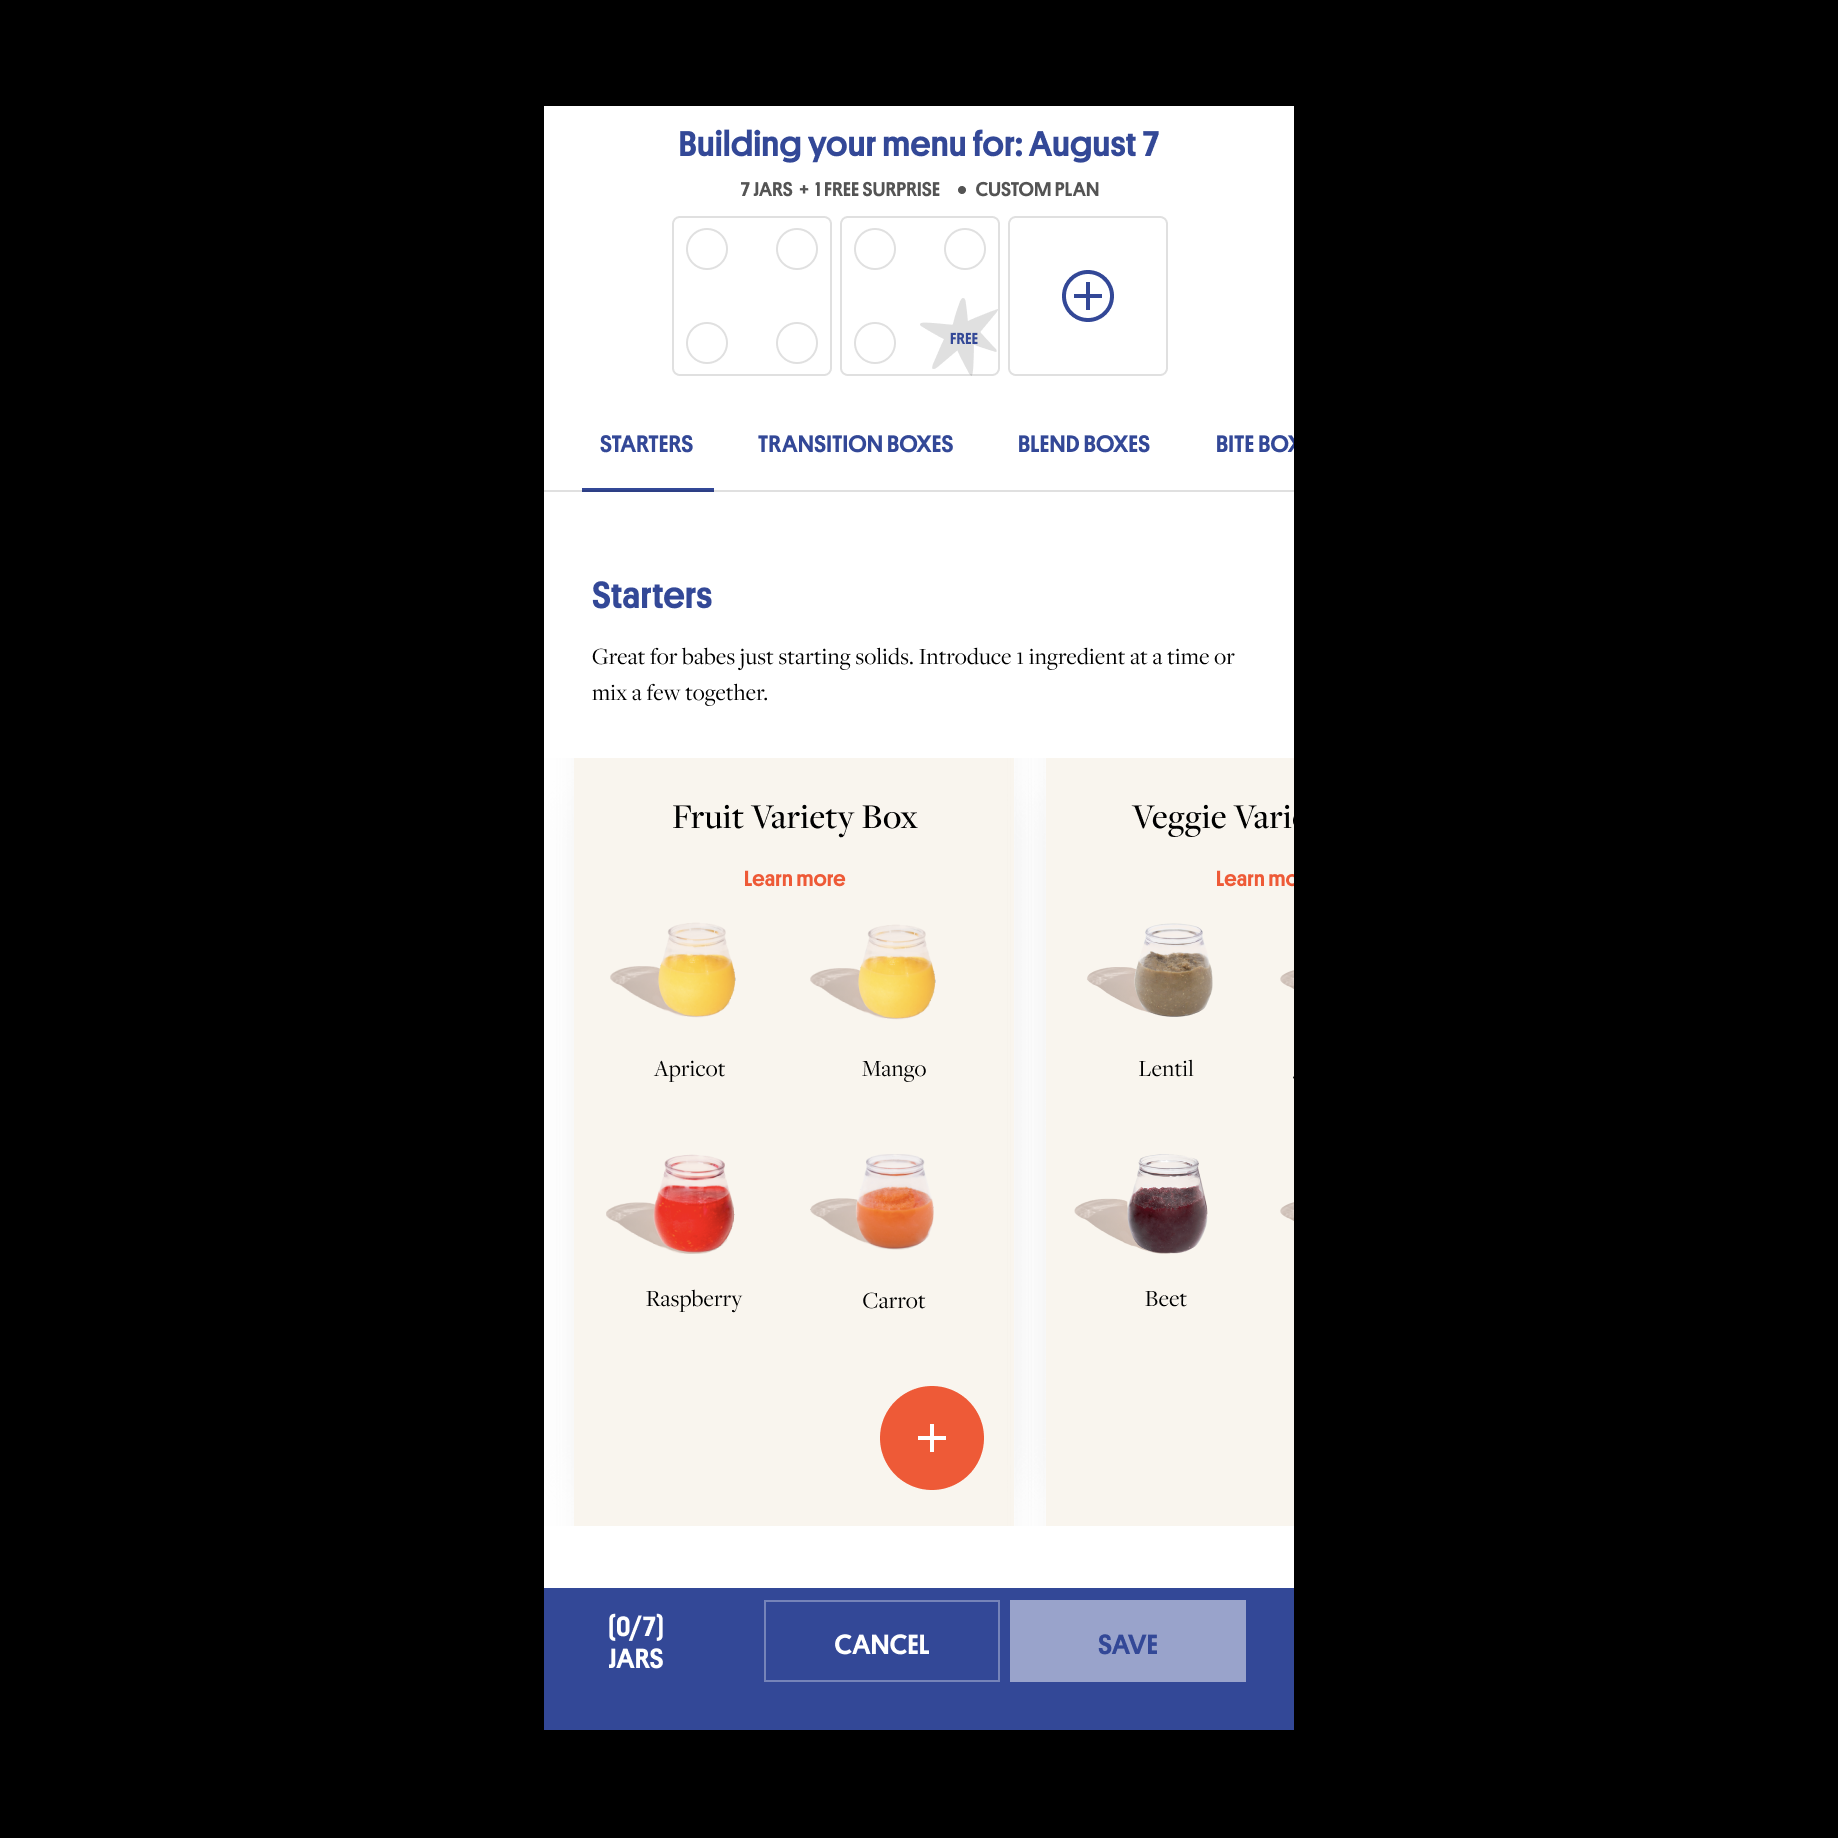 Building your menu for: August 7
7 JARS + 1 FREE SURPRISE • CUSTOM PLAN
FREE
STARTERS TRANSITION BOXES BLEND BOXES BITE BOX
Starters
Great for babes just starting solids. Introduce 1 ingredient at a time or
mix a few together.
Fruit Variety Box
Learn more
Apricot Mango
Raspberry Carrot
Veggie Vari
Learn mo
Lentil
Beet
(0/7)
JARS
CANCEL
SAVE